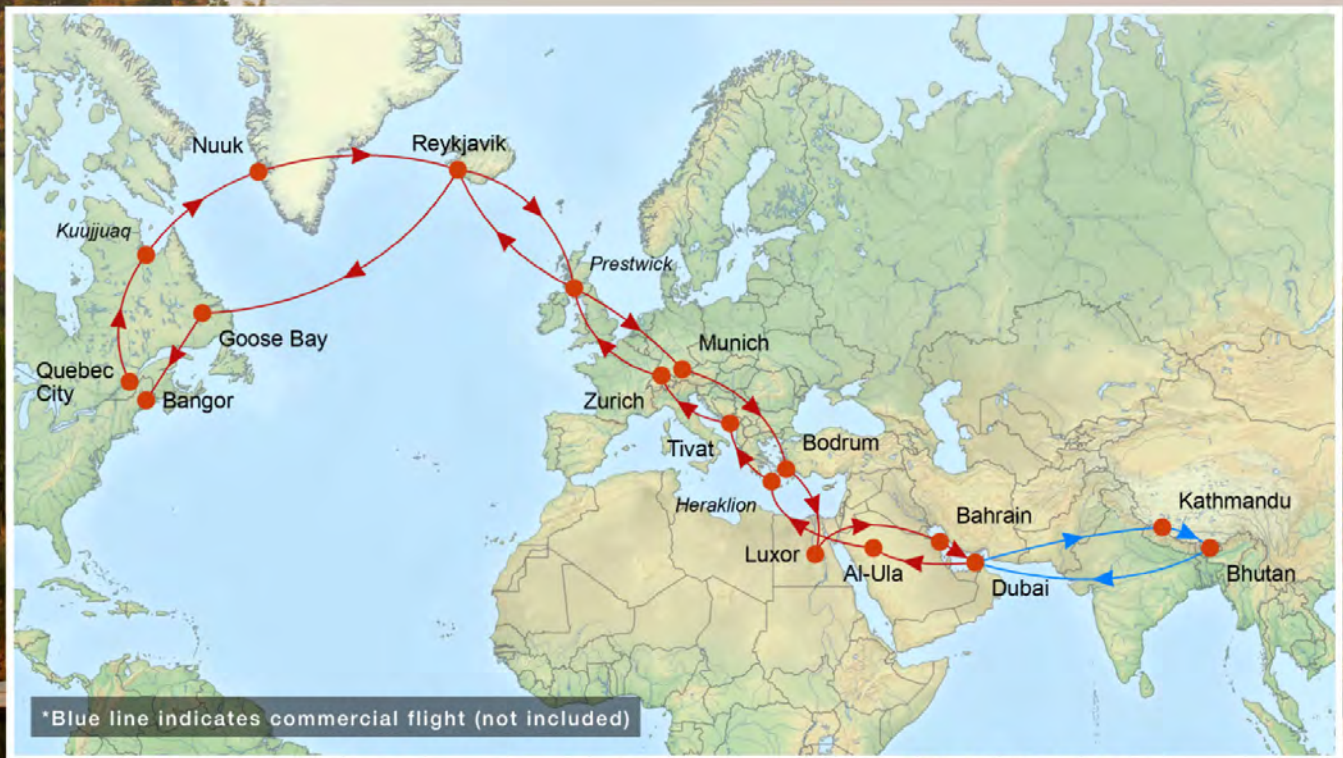 Nuuk
Reykjavik
Kuujjuaq
Prestwick
Goose Bay
Munich
Quebec
City
Bangor
Zurich
Tivat
Bodrum
Heraklion
Kathmandu
Bahrain
Luxor
Al-Ula
Dubai
Bhutan
*Blue line indicates commercial flight (not included)